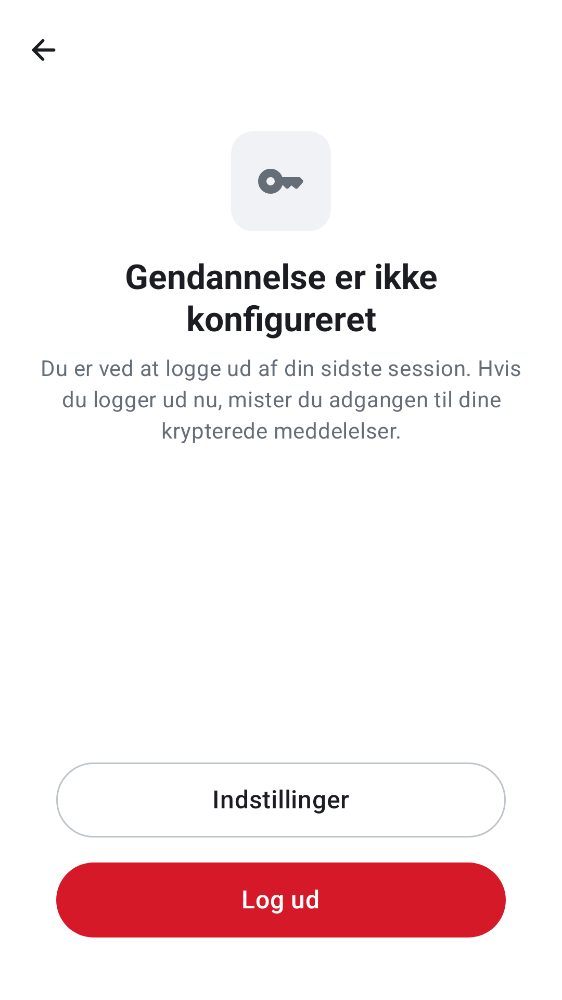 Gendannelse er ikke
konfigureret
Du er ved at logge ud af din sidste session. Hvis
du logger ud nu, mister du adgangen til dine
krypterede meddelelser.
Indstillinger
Log ud